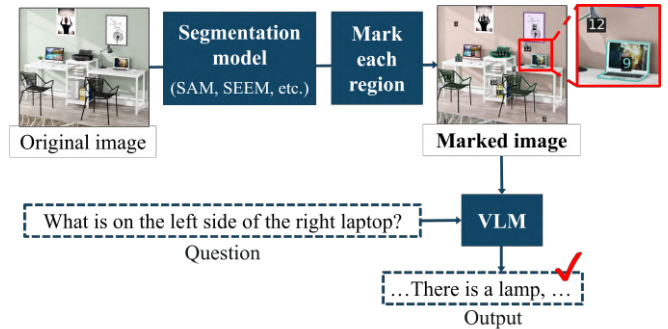 Segmentation
model
(SAM, SEEM, etc.)
Mark
each
region
12
9
Original image
Marked image
What is on the left side of the right laptop?
Question
VLM
…There is a lamp, …
Output